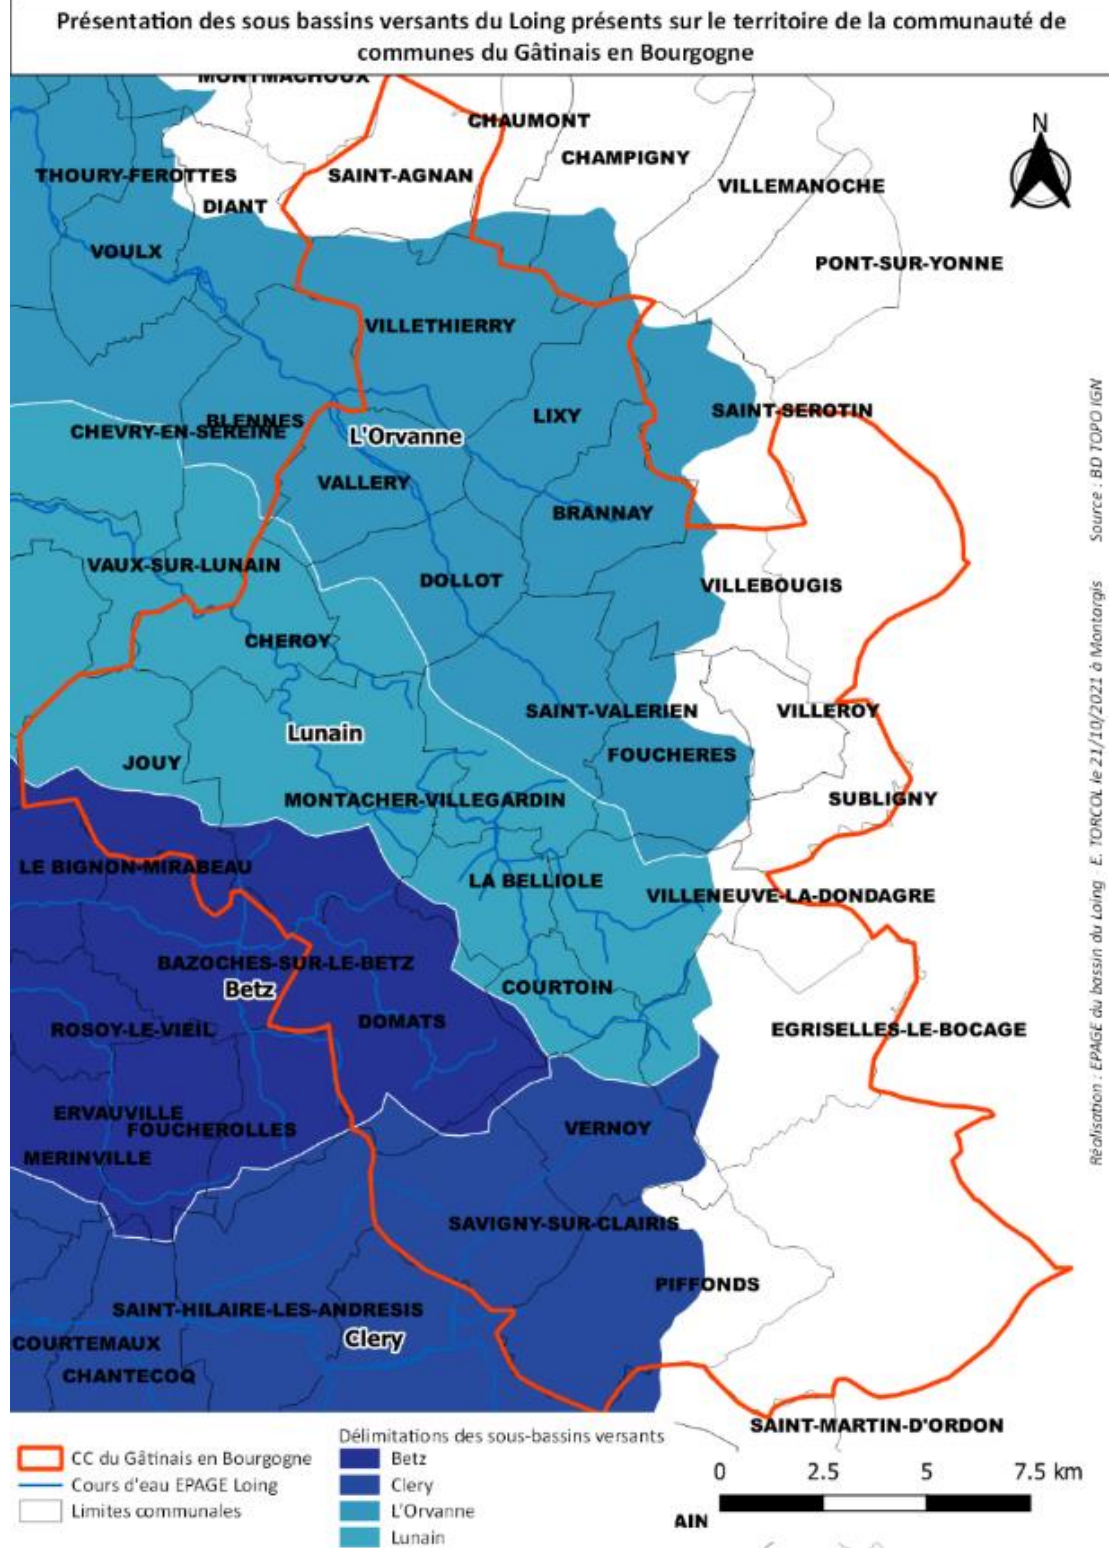 Présentation des sous bassins versants du Loing présents sur le territoire de la communauté de
communes du Gâtinais en Bourgogne
MONTMACHOUX
CHAUMONT
CHAMPIGNY
N
THOURY-FEROTTES
SAINT-AGNAN
VILLEMANOCHE
DIANT
VOULX
PONT-SUR-YONNE
VILLETHIERRY
LIXY
SAINT-SEROTIN
BLENNES
CHEVRY-EN-SEREINE
L'Orvanne
VALLERY
BRANNAY
VAUX-SUR-LUNAIN
DOLLOT
VILLEBOUGIS
CHEROY
SAINT-VALERIEN
VILLEROY
Lunain
FOUCHERES
JOUY
MONTACHER-VILLEGARDIN
SUBLIGNY
LE BIGNON-MIRABEAU
LA BELLIOLE
VILLENEUVE-LA-DONDAGRE
BAZOCHES-SUR-LE-BETZ
Betz
COURTOIN
ROSOY-LE-VIEIL
DOMATS
EGRISELLES-LE-BOCAGE
ERVAUVILLE
FOUCHEROLLES
VERNOY
MERINVILLE
SAVIGNY-SUR-CLAIRIS
PIFFONDS
SAINT-HILAIRE-LES-ANDRESIS
COURTEMAUX
Clery
CHANTECOQ
SAINT-MARTIN-D'ORDON
AIN
Réalisation : EPAGE du bassin du Loing - E. TORCOL le 21/10/2021 à Montargis Source : BD TOPO IGN
CC du Gâtinais en Bourgogne
Cours d'eau EPAGE Loing
Limites communales
Délimitations des sous-bassins versants
Betz
Clery
L'Orvanne
Lunain
0 2.5 5 7.5 km